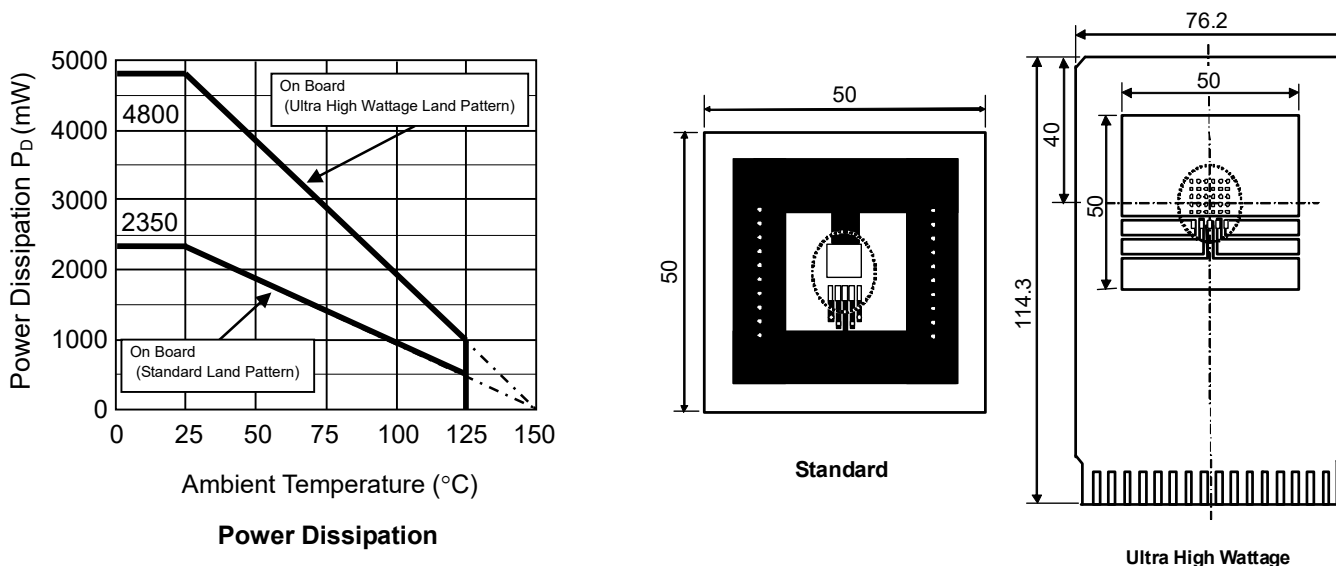 Power Dissipation P_D (mW)
5000
4000
3000
2000
1000
0
4800
2350
On Board
(Ultra High Wattage Land Pattern)
On Board
(Standard Land Pattern)
0 25 50 75 100 125 150
Ambient Temperature (°C)
Power Dissipation
50
50
Standard
76.2
50
40
50
114.3
Ultra High Wattage